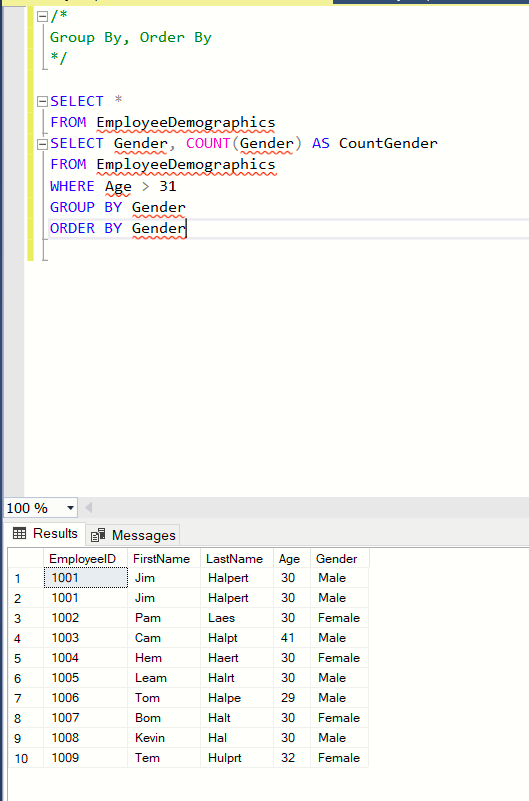 /*
Group By, Order By
*/
SELECT *
FROM EmployeeDemographics
SELECT Gender, COUNT(Gender) AS CountGender
FROM EmployeeDemographics
WHERE Age > 31
GROUP BY Gender
ORDER BY Gender
100 %
Results Messages
EmployeeID FirstName LastName Age Gender
1 1001 Jim Halpert 30 Male
2 1001 Jim Halpert 30 Male
3 1002 Pam Laes 30 Female
4 1003 Cam Halpt 41 Male
5 1004 Hem Haert 30 Female
6 1005 Leam Halrt 30 Male
7 1006 Tom Halpe 29 Male
8 1007 Bom Halt 30 Female
9 1008 Kevin Hal 30 Male
10 1009 Tem Hulprt 32 Female